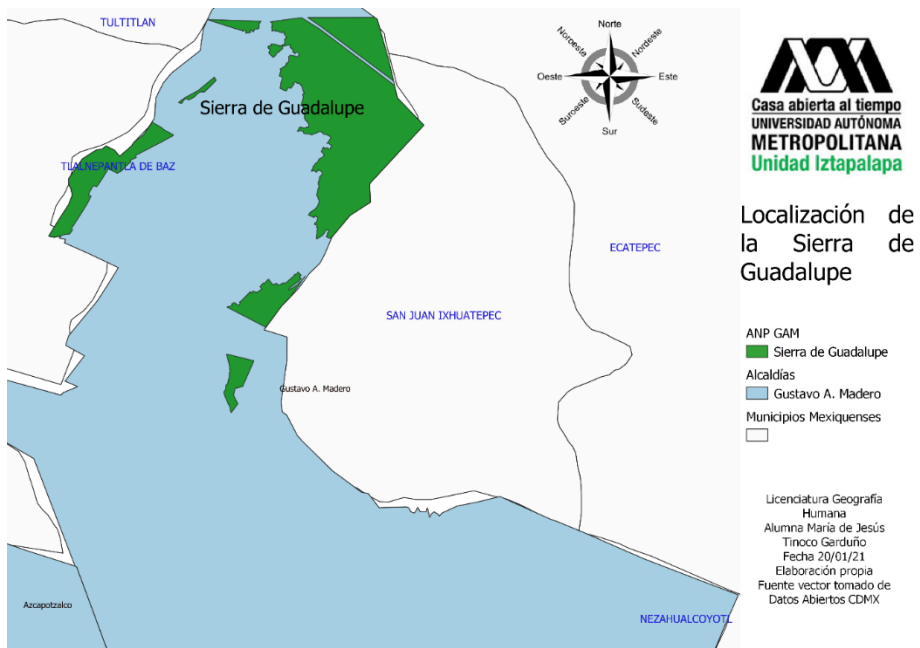 TULTITLAN
Sierra de Guadalupe
TLALNEPANTLA DE BAZ
ECATEPEC
SAN JUAN IXHUATEPEC
Gustavo A. Madero
Azcapotzalco
NEZAHUALCOYOTL
Norte
Noroeste
Nordeste
Oeste
Este
Suroeste
Sudeste
Sur
Casa abierta al tiempo
UNIVERSIDAD AUTÓNOMA
METROPOLITANA
Unidad Iztapalapa
Localización de
la Sierra de
Guadalupe
ANP GAM
Sierra de Guadalupe
Alcaldías
Gustavo A. Madero
Municipios Mexiquenses
Licenciatura Geografía
Humana
Alumna María de Jesús
Tinoco Garduño
Fecha 20/01/21
Elaboración propia
Fuente vector tomado de
Datos Abiertos CDMX